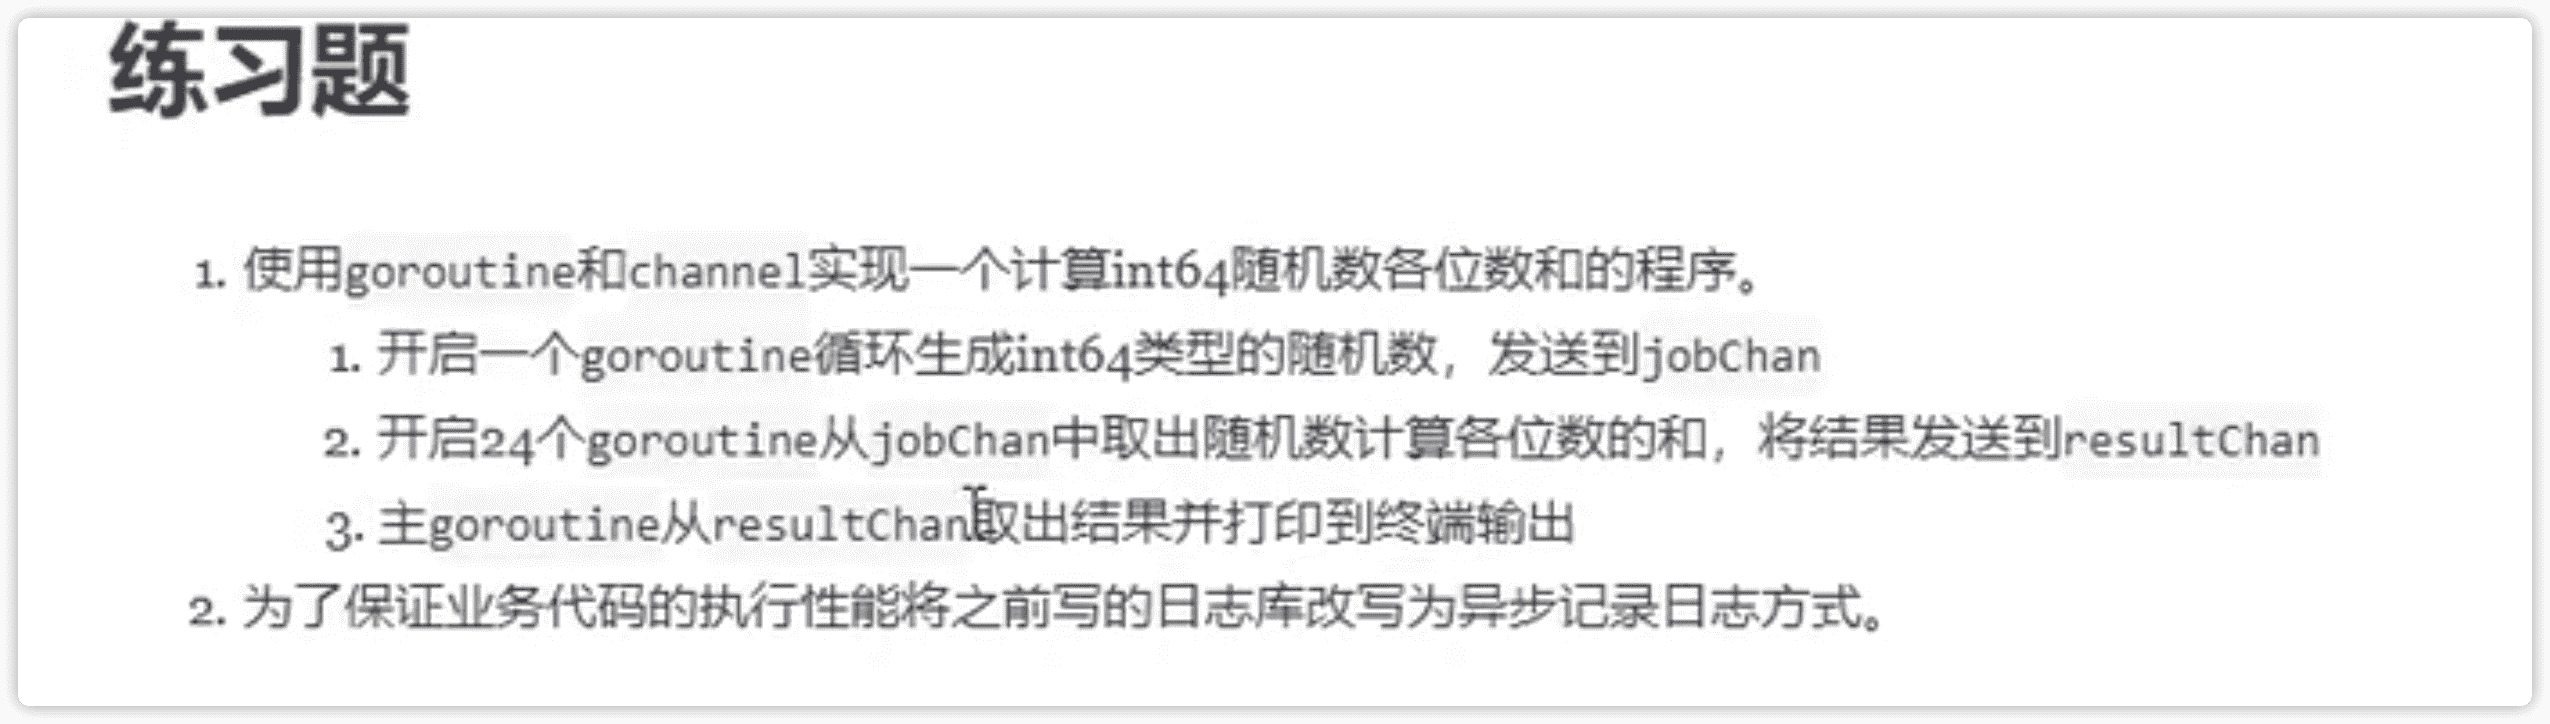 练习题
1. 使用goroutine和channel实现一个计算int64随机数各位数和的程序。
1. 开启一个goroutine循环生成int64类型的随机数，发送到jobChan
2. 开启24个goroutine从jobChan中取出随机数计算各位数的和，将结果发送到resultChan
3. 主goroutine从resultChan取出结果并打印到终端输出
2. 为了保证业务代码的执行性能将之前写的日志库改写为异步记录日志方式。